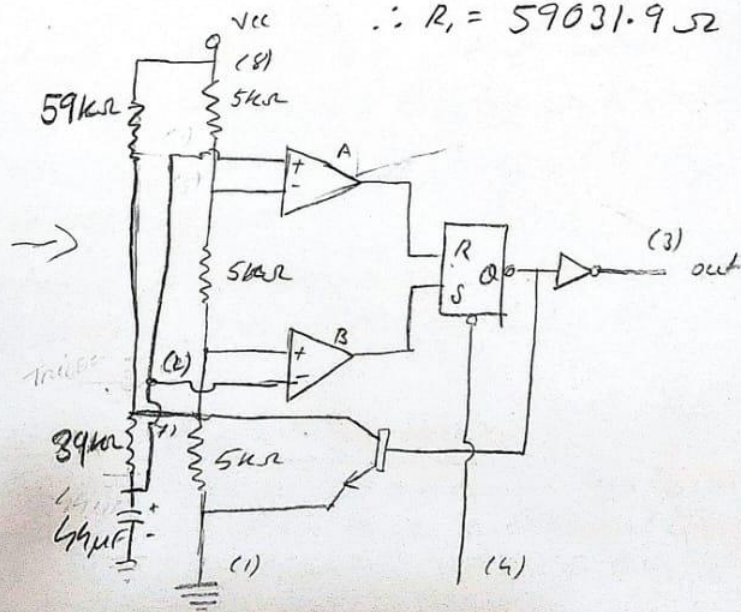 ∴ R₁ = 59031.9 Ω
Vcc
(8)
59kΩ
5kΩ
A
+
-
R
Q
S
(3)
out
5kΩ
B
+
-
(2)
39kΩ
5kΩ
+
-
44µF
(1)
(4)